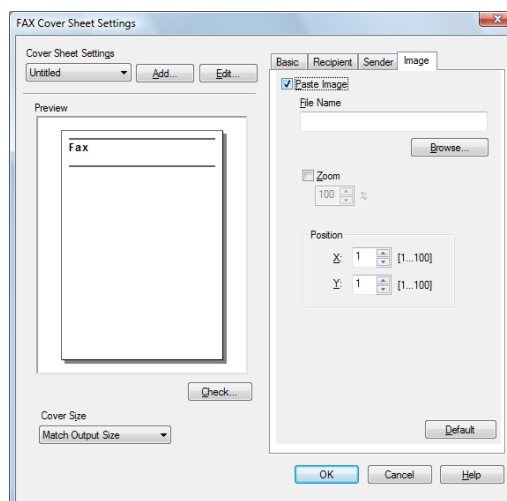 FAX Cover Sheet Settings
Cover Sheet Settings
Untitled
Add...
Edit...
Preview
Fax
Check...
Cover Size
Match Output Size
Basic
Recipient
Sender
Image
Paste Image
File Name
Browse...
Zoom
100
%
Position
X: 1 [1...100]
Y: 1 [1...100]
Default
OK
Cancel
Help